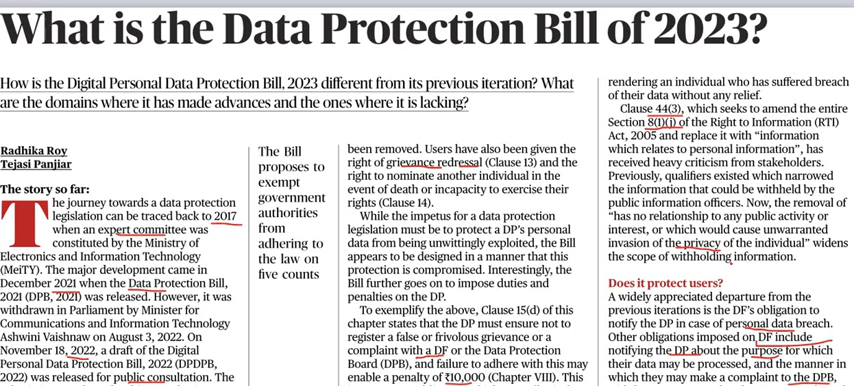 What is the Data Protection Bill of 2023?
How is the Digital Personal Data Protection Bill, 2023 different from its previous iteration? What
are the domains where it has made advances and the ones where it is lacking?
Radhika Roy
Tejasi Panjiar
The story so far:
The journey towards a data protection
legislation can be traced back to 2017
when an expert committee was
constituted by the Ministry of
Electronics and Information Technology
(MeiTY). The major development came in
December 2021 when the Data Protection Bill,
2021 (DPB, 2021) was released. However, it was
withdrawn in Parliament by Minister for
Communications and Information Technology
Ashwini Vaishnaw on August 3, 2022. On
November 18, 2022, a draft of the Digital
Personal Data Protection Bill, 2022 (DPDPB,
2022) was released for public consultation. The
The Bill
proposes to
exempt
government
authorities
from
adhering to
the law on
five counts
been removed. Users have also been given the
right of grievance redressal (Clause 13) and the
right to nominate another individual in the
event of death or incapacity to exercise their
rights (Clause 14).
While the impetus for a data protection
legislation must be to protect a DP's personal
data from being unwittingly exploited, the Bill
appears to be designed in a manner that this
protection is compromised. Interestingly, the
Bill further goes on to impose duties and
penalties on the DP.
To exemplify the above, Clause 15(d) of this
chapter states that the DP must ensure not to
register a false or frivolous grievance or a
complaint with a DF or the Data Protection
Board (DPB), and failure to adhere with this may
enable a penalty of ₹10,000 (Chapter VIII). This
rendering an individual who has suffered breach
of their data without any relief.
Clause 44(3), which seeks to amend the entire
Section 8(1)(j) of the Right to Information (RTI)
Act, 2005 and replace it with "information
which relates to personal information", has
received heavy criticism from stakeholders.
Previously, qualifiers existed which narrowed
the information that could be withheld by the
public information officers. Now, the removal of
"has no relationship to any public activity or
interest, or which would cause unwarranted
invasion of the privacy of the individual" widens
the scope of withholding information.
Does it protect users?
A widely appreciated departure from the
previous iterations is the DF's obligation to
notify the DP in case of personal data breach.
Other obligations imposed on DF include
notifying the DP about the purpose for which
their data may be processed, and the manner in
which they may make a complaint to the DPB,